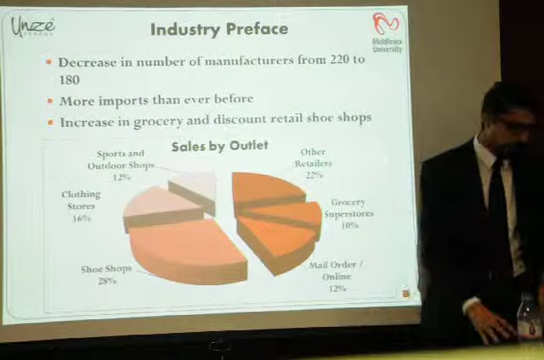 Unzé
LONDON
Middlesex
University
Industry Preface
Decrease in number of manufacturers from 220 to
180
More imports than ever before
Increase in grocery and discount retail shoe shops
Sales by Outlet
Sports and
Outdoor Shops
12%
Other
Retailers
22%
Clothing
Stores
16%
Grocery
Superstores
10%
Mail Order /
Online
12%
Shoe Shops
28%